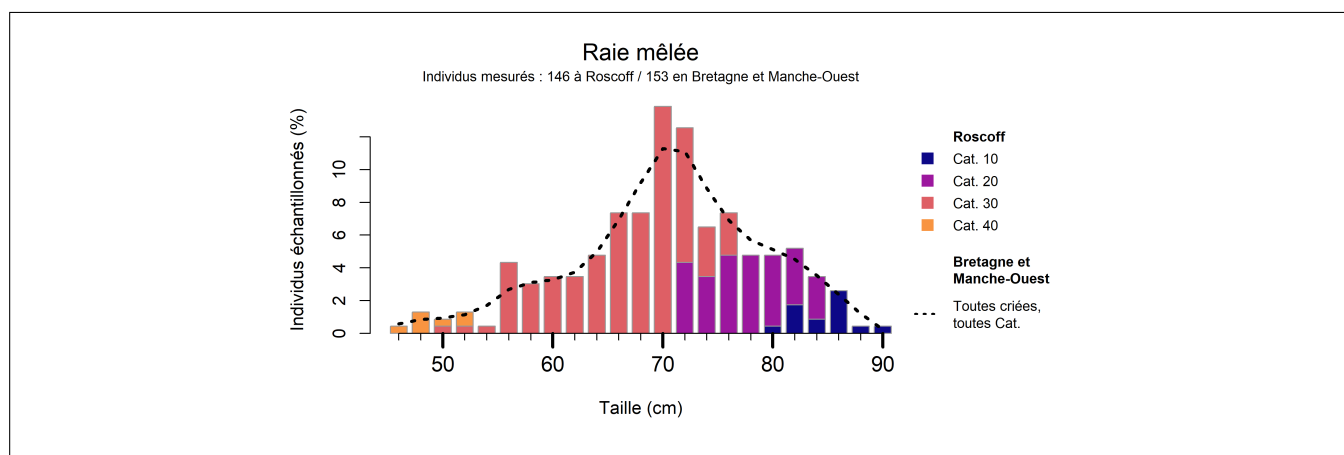 Raie mêlée
Individus mesurés : 146 à Roscoff / 153 en Bretagne et Manche-Ouest
Individus échantillonnés (%)
0
2
4
6
8
10
50
60
70
80
90
Taille (cm)
Roscoff
Cat. 10
Cat. 20
Cat. 30
Cat. 40
Bretagne et
Manche-Ouest
Toutes criées,
toutes Cat.